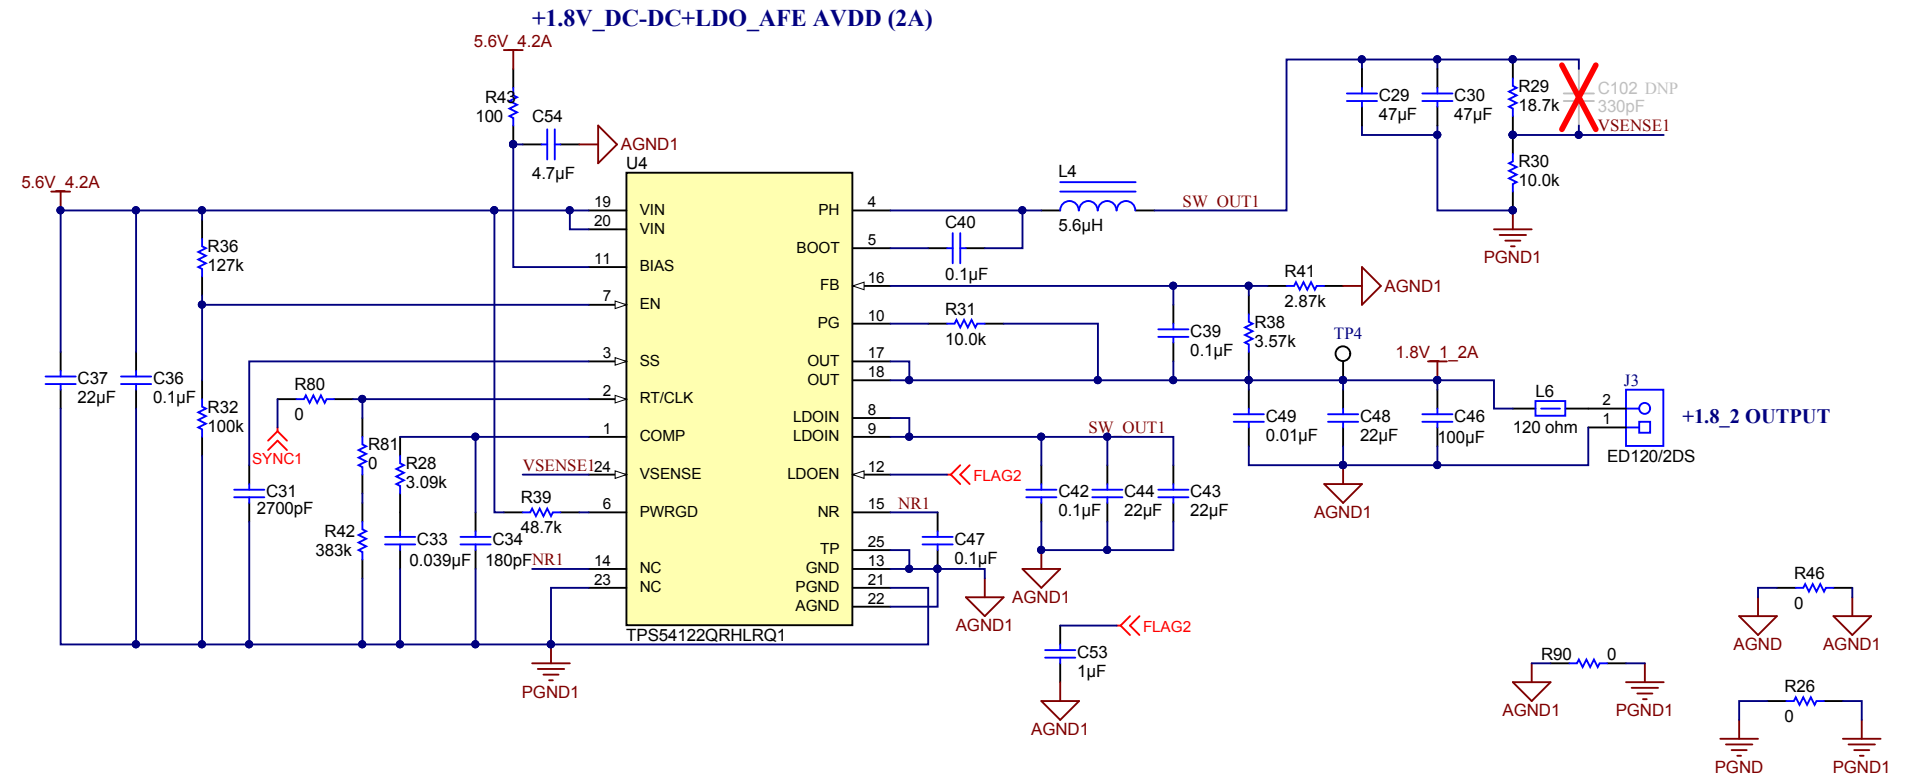 +1.8V_DC-DC+LDO_AFE AVDD (2A)
5.6V_4.2A
R43
100
C54
4.7µF
AGND1
U4
5.6V_4.2A
R36
127k
R32
100k
C37
22µF
C36
0.1µF
R80
0
SYNC1
R81
0
R28
3.09k
C31
2700pF
R42
383k
C33
0.039µF
C34
180pF
VSENSE1
R39
48.7k
NR1
PGND1
19 VIN
20 VIN
11 BIAS
7 EN
3 SS
2 RT/CLK
1 COMP
24 VSENSE
6 PWRGD
14 NC
23 NC
PH 4
BOOT 5
FB 16
PG 10
OUT 17
OUT 18
LDOIN 8
LDOIN 9
LDOEN 12
NR 15
TP 25
GND 13
PGND 21
AGND 22
TPS54122QRHLRQ1
C40
0.1µF
L4
5.6µH
SW_OUT1
C29
47µF
C30
47µF
R29
18.7k
C102 DNP
330pF
VSENSE1
R30
10.0k
PGND1
R41
2.87k
AGND1
R31
10.0k
C39
0.1µF
R38
3.57k
TP4
1.8V_1_2A
C49
0.01µF
C48
22µF
C46
100µF
L6
120 ohm
J3
2
1
ED120/2DS
+1.8_2 OUTPUT
AGND1
SW_OUT1
FLAG2
C42
0.1µF
C44
22µF
C43
22µF
AGND1
NR1
C47
0.1µF
AGND1
FLAG2
C53
1µF
AGND1
R46
0
AGND
AGND1
R90
0
AGND1
PGND1
R26
0
PGND
PGND1